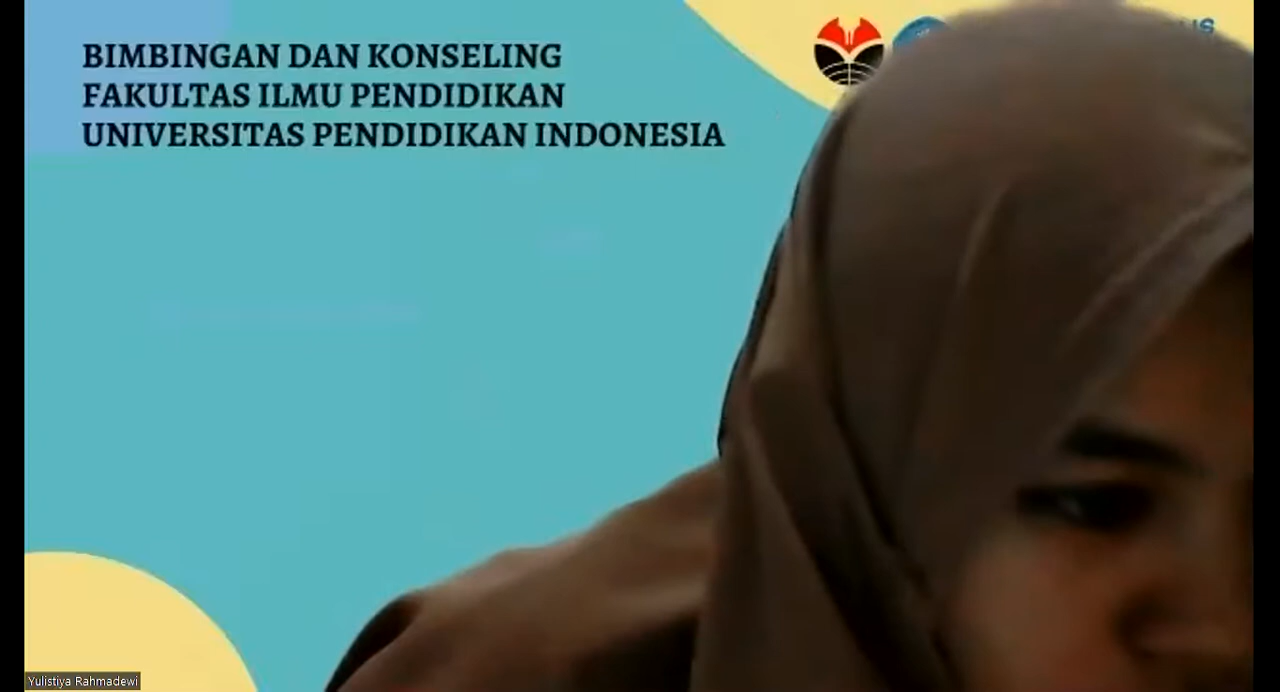 BIMBINGAN DAN KONSELING
FAKULTAS ILMU PENDIDIKAN
UNIVERSITAS PENDIDIKAN INDONESIA
Yulistiya Rahmadewi